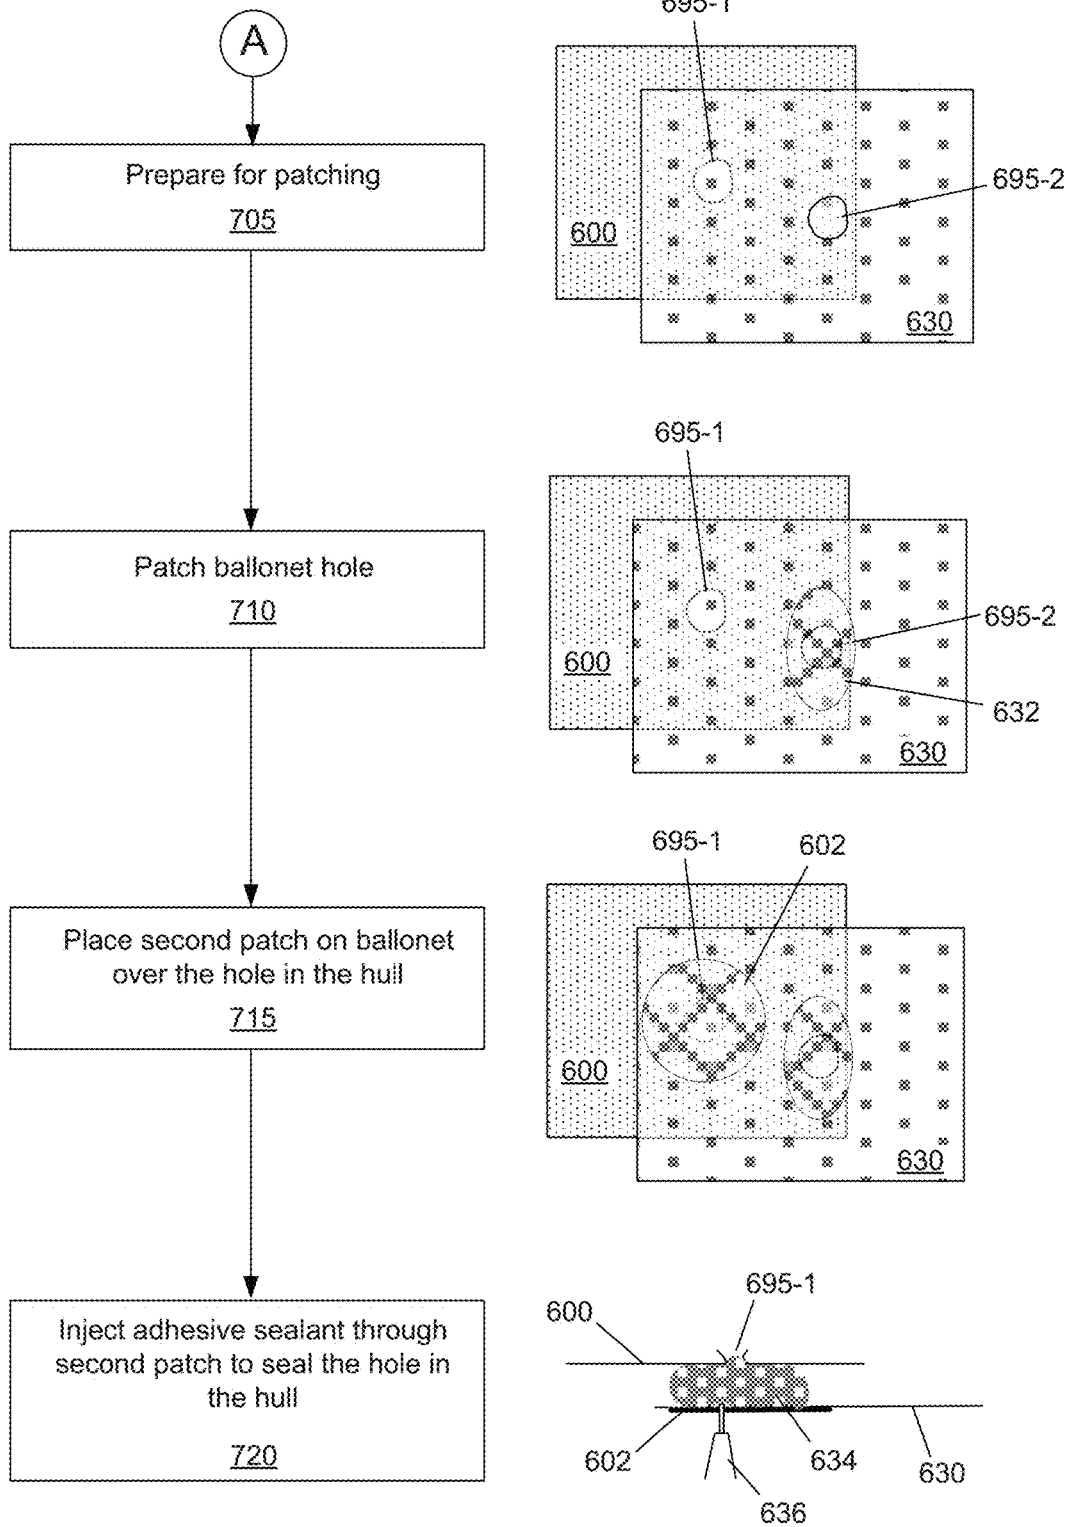 A
695-1
Prepare for patching
705
695-2
600
630
695-1
Patch ballonet hole
710
695-2
600
632
630
695-1
602
Place second patch on ballonet
over the hole in the hull
715
600
630
695-1
600
Inject adhesive sealant through
second patch to seal the hole in
the hull
720
602
634
630
636